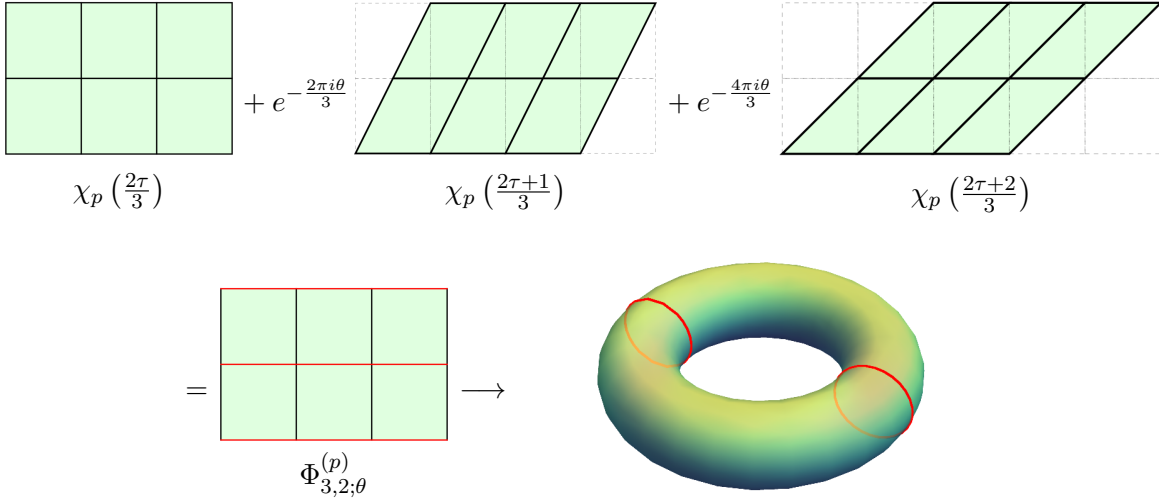 + e^{-\frac{2\pi i\theta}{3}} + e^{-\frac{4\pi i\theta}{3}}
\chi_p \left(\frac{2\tau}{3}\right) \chi_p \left(\frac{2\tau+1}{3}\right) \chi_p \left(\frac{2\tau+2}{3}\right)
= \longrightarrow
\Phi^{(p)}_{3,2;\theta}